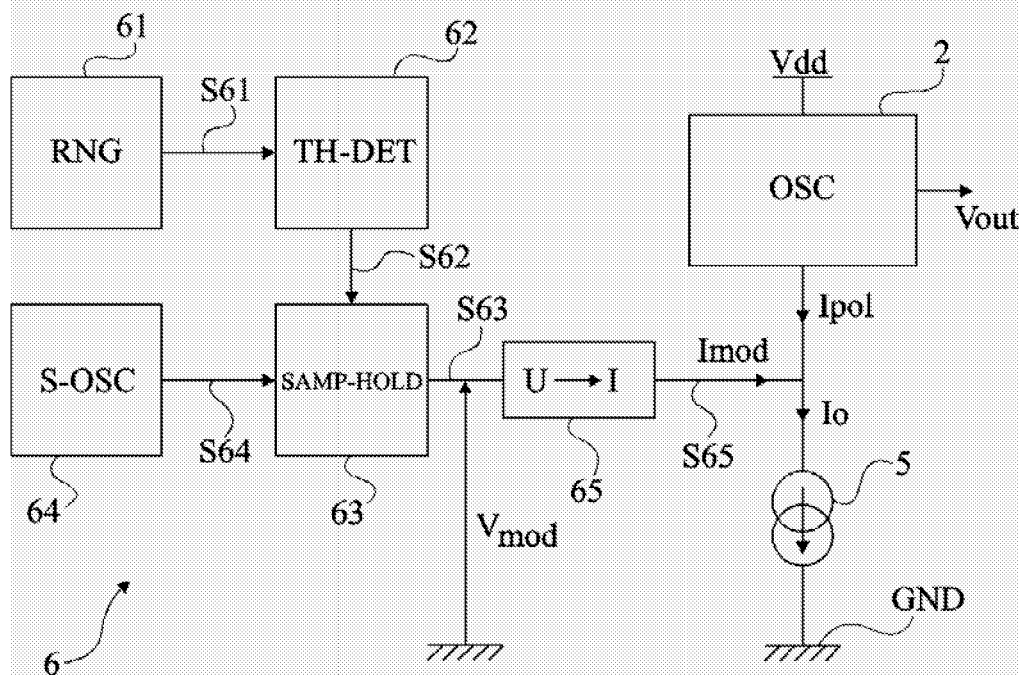 61
62
2
Vdd
S61
RNG
TH-DET
OSC
Vout
S62
S63
Ipol
Imod
S-OSC
SAMP-HOLD
U → I
Io
S64
S65
5
64
63
65
Vmod
GND
6